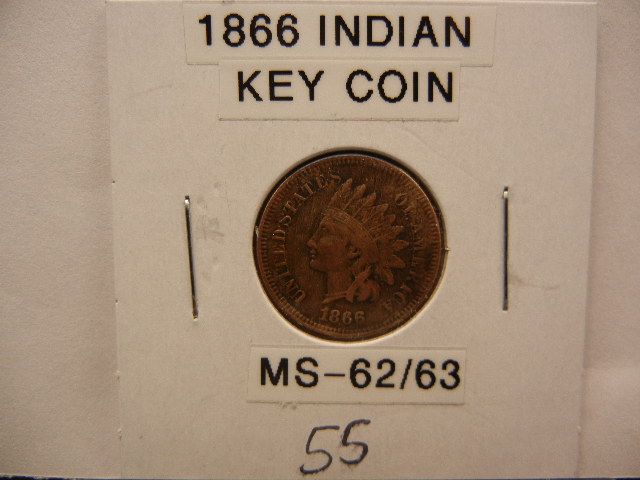 1866 INDIAN
KEY COIN
UNITED STATES OF AMERICA
1866
MS-62/63
55